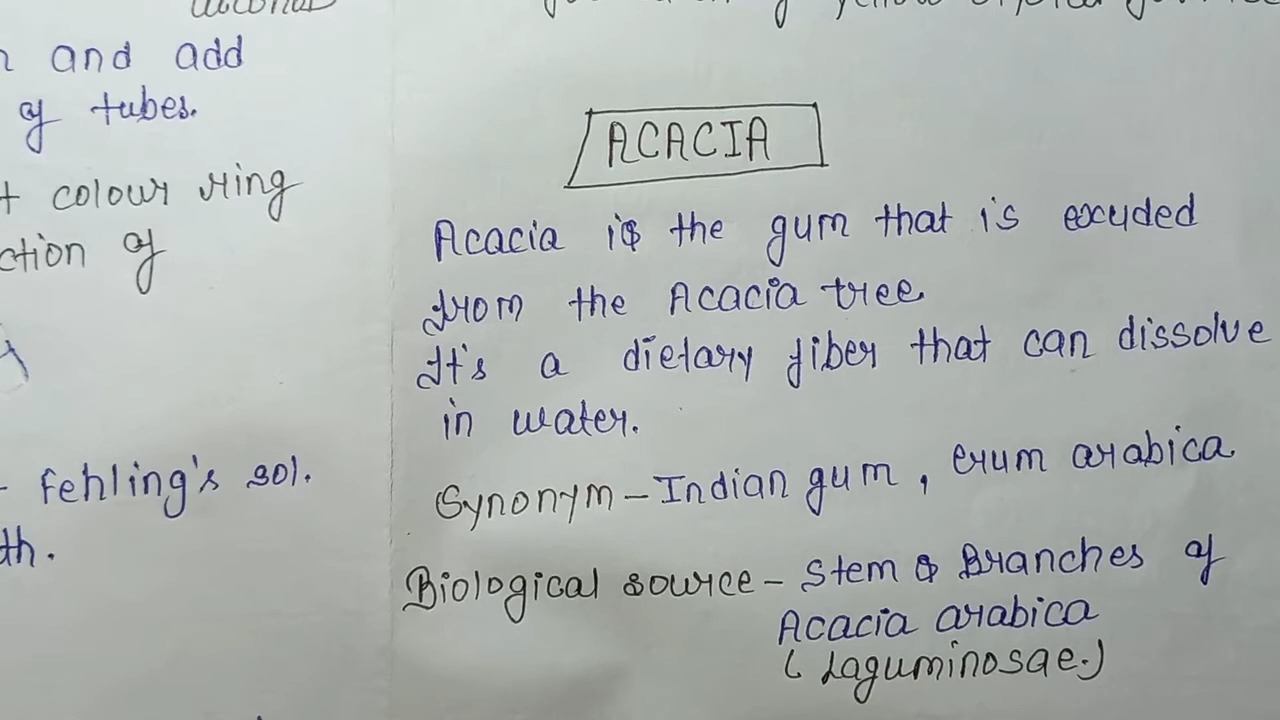 and add
of tubes.
colour ring
ction of
Fehling's sol.
th.
ACACIA
Acacia is the gum that is excuded
from the Acacia tree.
It's a dietary fiber that can dissolve
in water.
Synonym - Indian gum, erum arabica
Biological source - Stem & Branches of
Acacia arabica
(Laguminosae.)